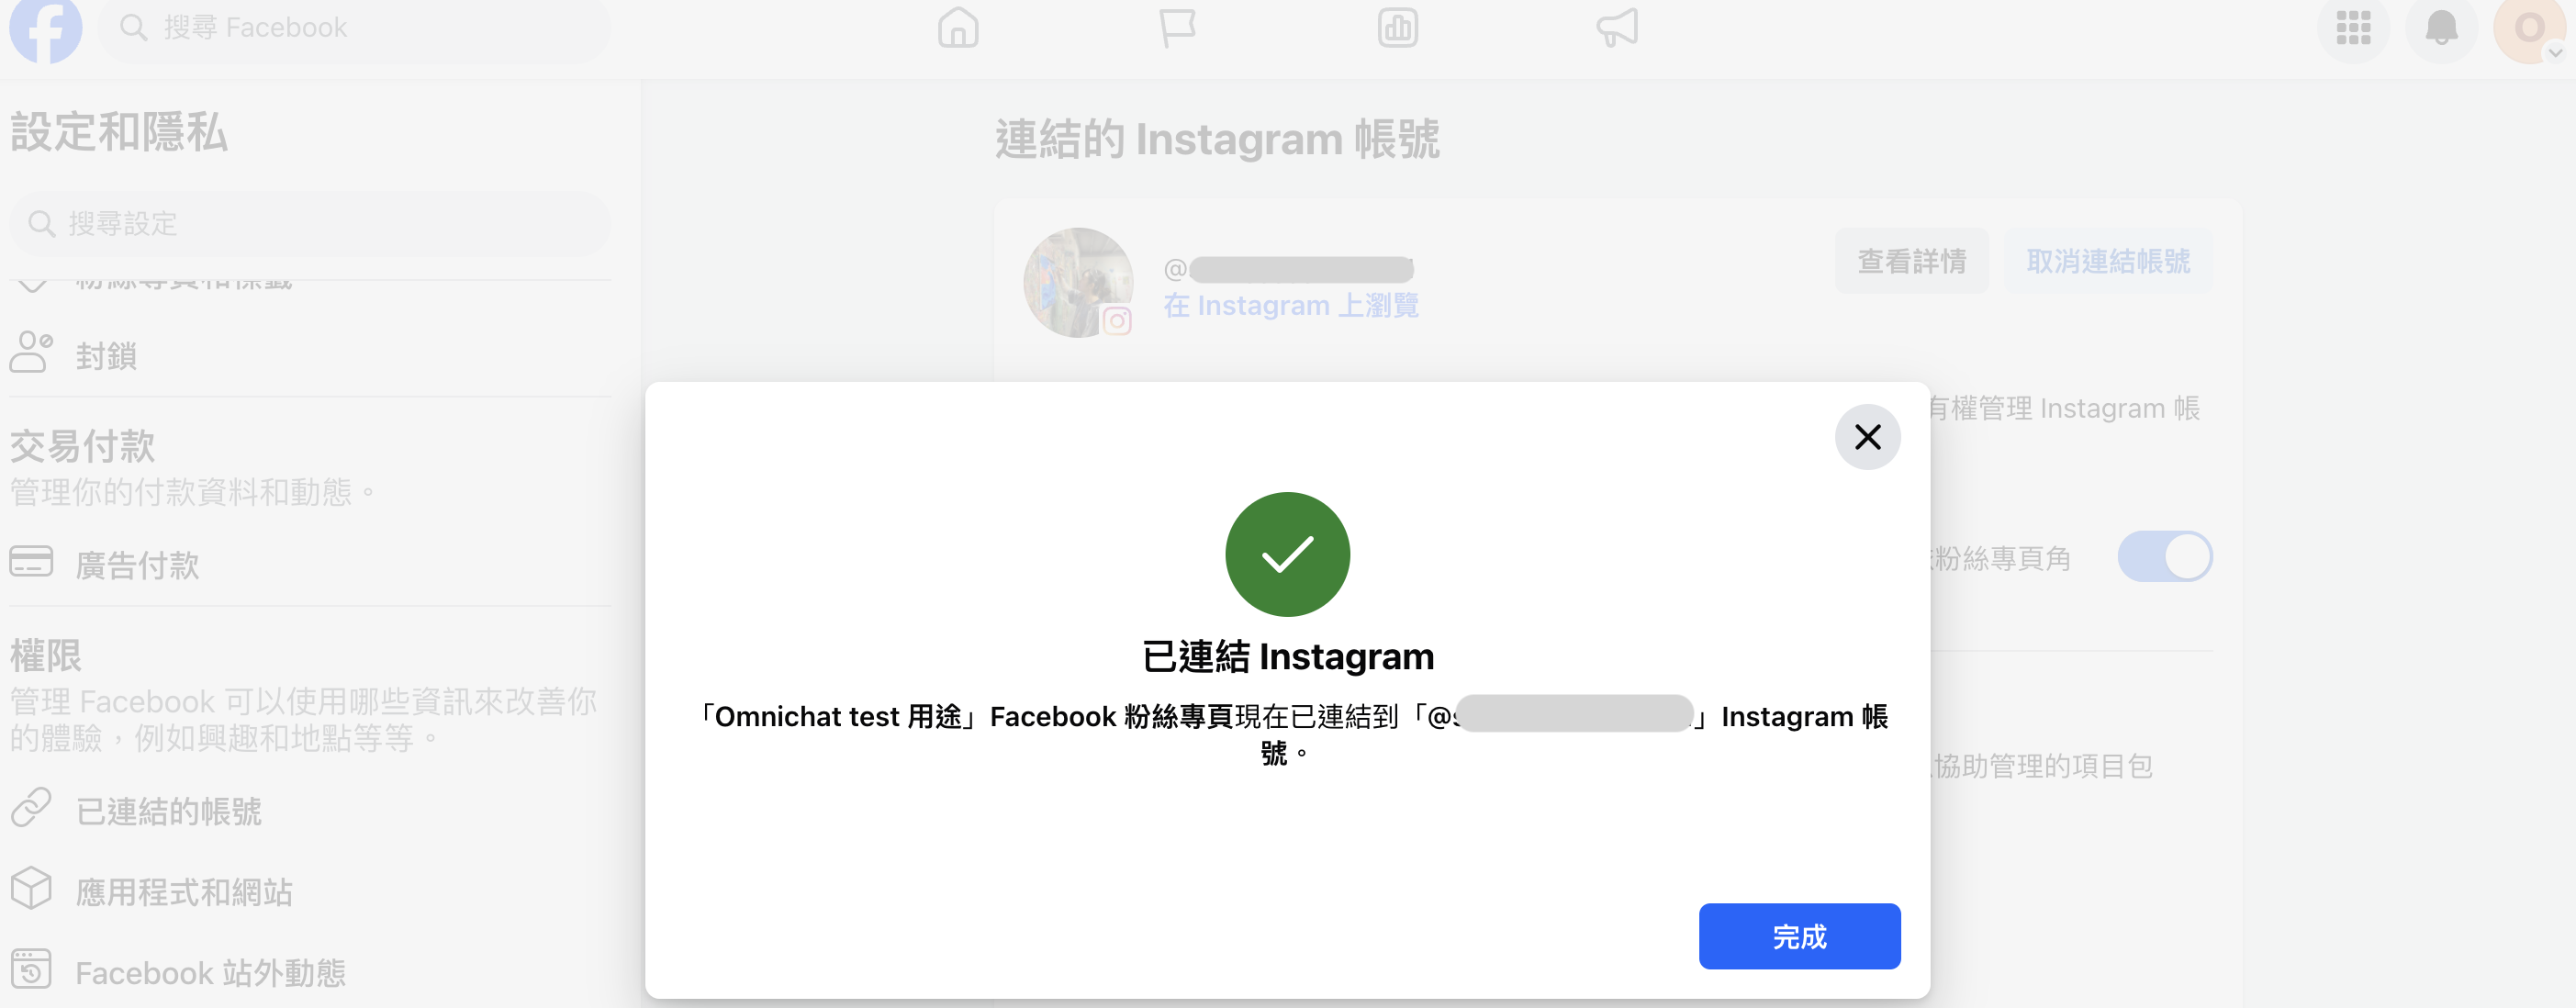 搜尋 Facebook
O
設定和隱私
搜尋設定
粉絲專頁和標籤
封鎖
交易付款
管理你的付款資料和動態。
廣告付款
權限
管理 Facebook 可以使用哪些資訊來改善你
的體驗，例如興趣和地點等等。
已連結的帳號
應用程式和網站
Facebook 站外動態
連結的 Instagram 帳號
@
在 Instagram 上瀏覽
查看詳情
取消連結帳號
有權管理 Instagram 帳
粉絲專頁角
協助管理的項目包
已連結 Instagram
「Omnichat test 用途」Facebook 粉絲專頁現在已連結到「@」Instagram 帳
號。
完成